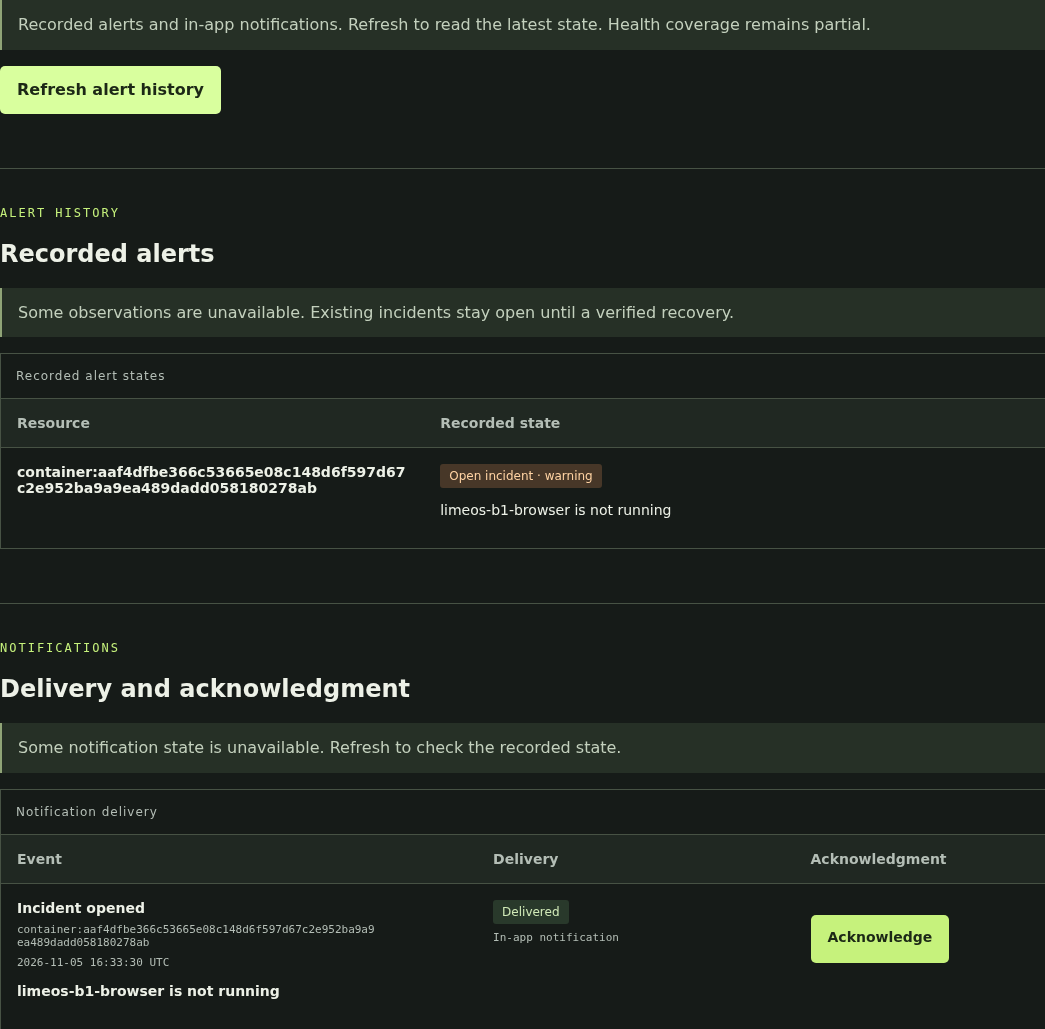 Recorded alerts and in-app notifications. Refresh to read the latest state. Health coverage remains partial.
Refresh alert history
ALERT HISTORY
Recorded alerts
Some observations are unavailable. Existing incidents stay open until a verified recovery.
Recorded alert states
Resource
Recorded state
container:aaf4dfbe366c53665e08c148d6f597d67
c2e952ba9a9ea489dadd058180278ab
Open incident · warning
limeos-b1-browser is not running
NOTIFICATIONS
Delivery and acknowledgment
Some notification state is unavailable. Refresh to check the recorded state.
Notification delivery
Event
Delivery
Acknowledgment
Incident opened
container:aaf4dfbe366c53665e08c148d6f597d67c2e952ba9a9
ea489dadd058180278ab
2026-11-05 16:33:30 UTC
limeos-b1-browser is not running
Delivered
In-app notification
Acknowledge